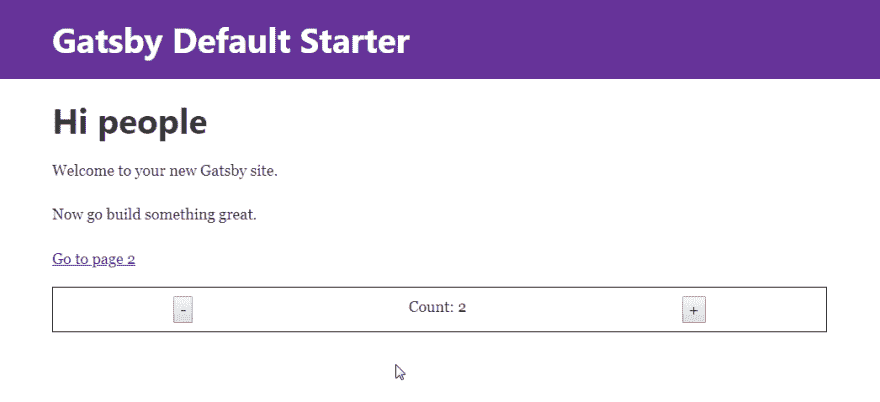 Gatsby Default Starter
Hi people
Welcome to your new Gatsby site.
Now go build something great.
Go to page 2
- Count: 2 +